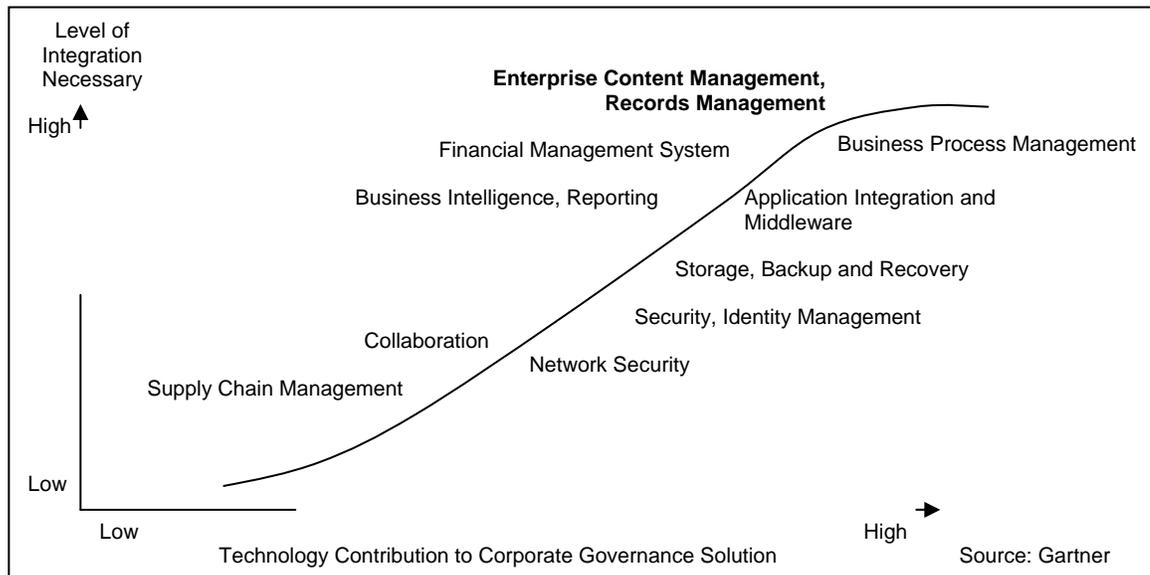 Level of
Integration
Necessary
Enterprise Content Management,
Records Management
High
Business Process Management
Financial Management System
Business Intelligence, Reporting
Application Integration and
Middleware
Storage, Backup and Recovery
Security, Identity Management
Collaboration
Network Security
Supply Chain Management
Low
Low
High
Technology Contribution to Corporate Governance Solution
Source: Gartner